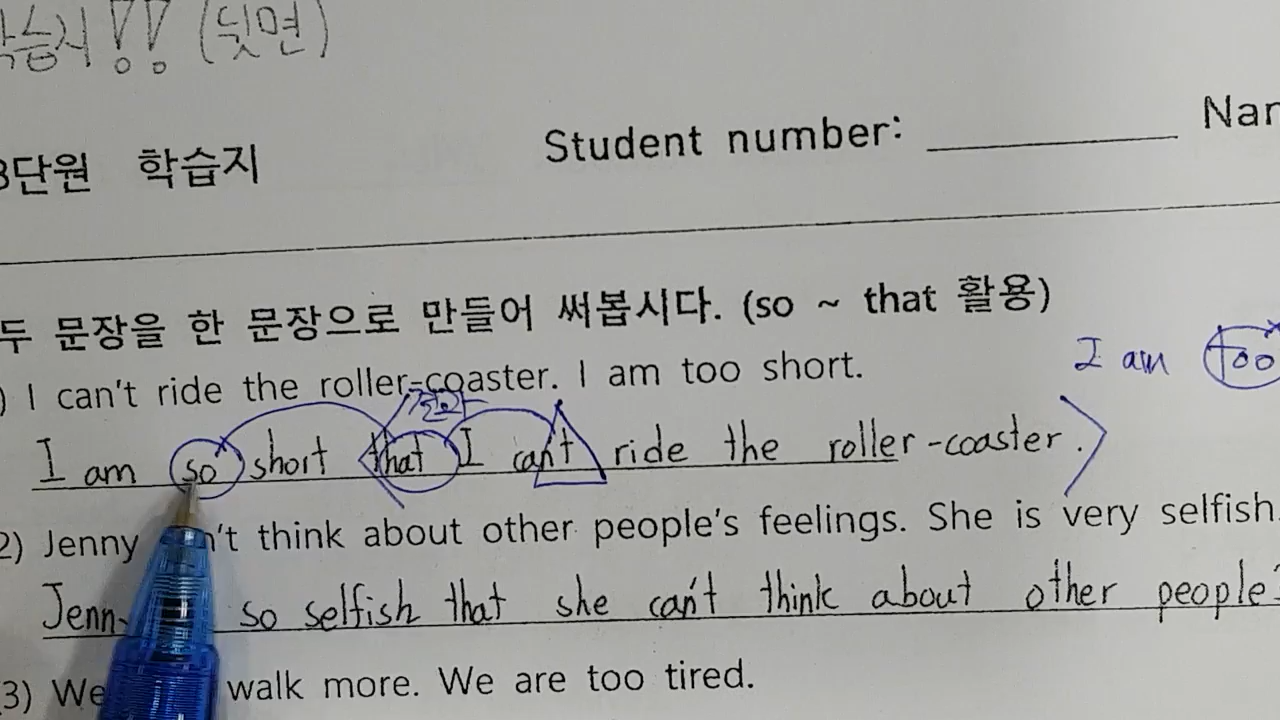 학습지 !! (뒷면)
Student number: ________ Nam
3단원 학습지
두 문장을 한 문장으로 만들어 써봅시다. (so ~ that 활용)
) I can't ride the roller-coaster. I am too short.
I am too
I am so short that I can't ride the roller-coaster.
2) Jenny n't think about other people's feelings. She is very selfish.
Jenn so selfish that she can't think about other people'
(3) We walk more. We are too tired.